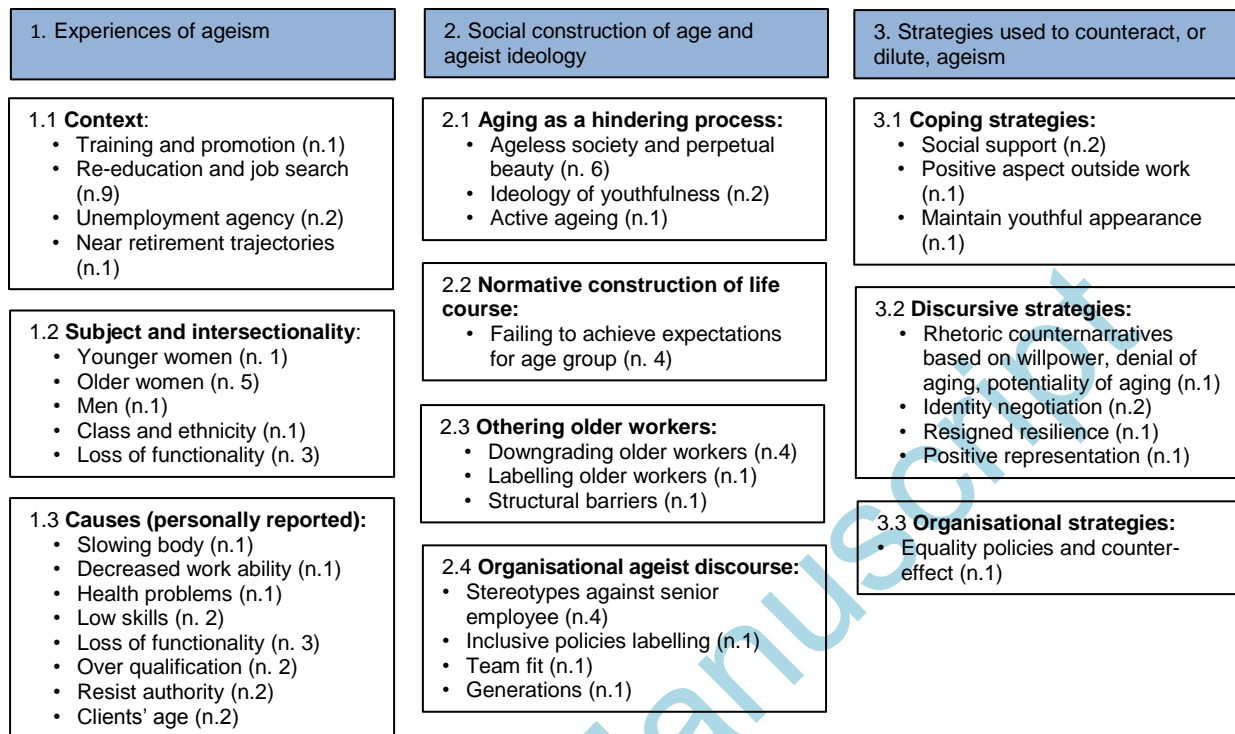 1. Experiences of ageism
1.1 Context:
• Training and promotion (n.1)
• Re-education and job search
(n.9)
• Unemployment agency (n.2)
• Near retirement trajectories
(n.1)
1.2 Subject and intersectionality:
• Younger women (n. 1)
• Older women (n. 5)
• Men (n.1)
• Class and ethnicity (n.1)
• Loss of functionality (n. 3)
1.3 Causes (personally reported):
• Slowing body (n.1)
• Decreased work ability (n.1)
• Health problems (n.1)
• Low skills (n. 2)
• Loss of functionality (n. 3)
• Over qualification (n. 2)
• Resist authority (n.2)
• Clients' age (n.2)
2. Social construction of age and
ageist ideology
2.1 Aging as a hindering process:
• Ageless society and perpetual
beauty (n. 6)
• Ideology of youthfulness (n.2)
• Active ageing (n.1)
2.2 Normative construction of life
course:
• Failing to achieve expectations
for age group (n. 4)
2.3 Othering older workers:
• Downgrading older workers (n.4)
• Labelling older workers (n.1)
• Structural barriers (n.1)
2.4 Organisational ageist discourse:
• Stereotypes against senior
employee (n.4)
• Inclusive policies labelling (n.1)
• Team fit (n.1)
• Generations (n.1)
3. Strategies used to counteract, or
dilute, ageism
3.1 Coping strategies:
• Social support (n.2)
• Positive aspect outside work
(n.1)
• Maintain youthful appearance
(n.1)
3.2 Discursive strategies:
• Rhetoric counternarratives
based on willpower, denial of
aging, potentiality of aging (n.1)
• Identity negotiation (n.2)
• Resigned resilience (n.1)
• Positive representation (n.1)
3.3 Organisational strategies:
• Equality policies and counter-
effect (n.1)